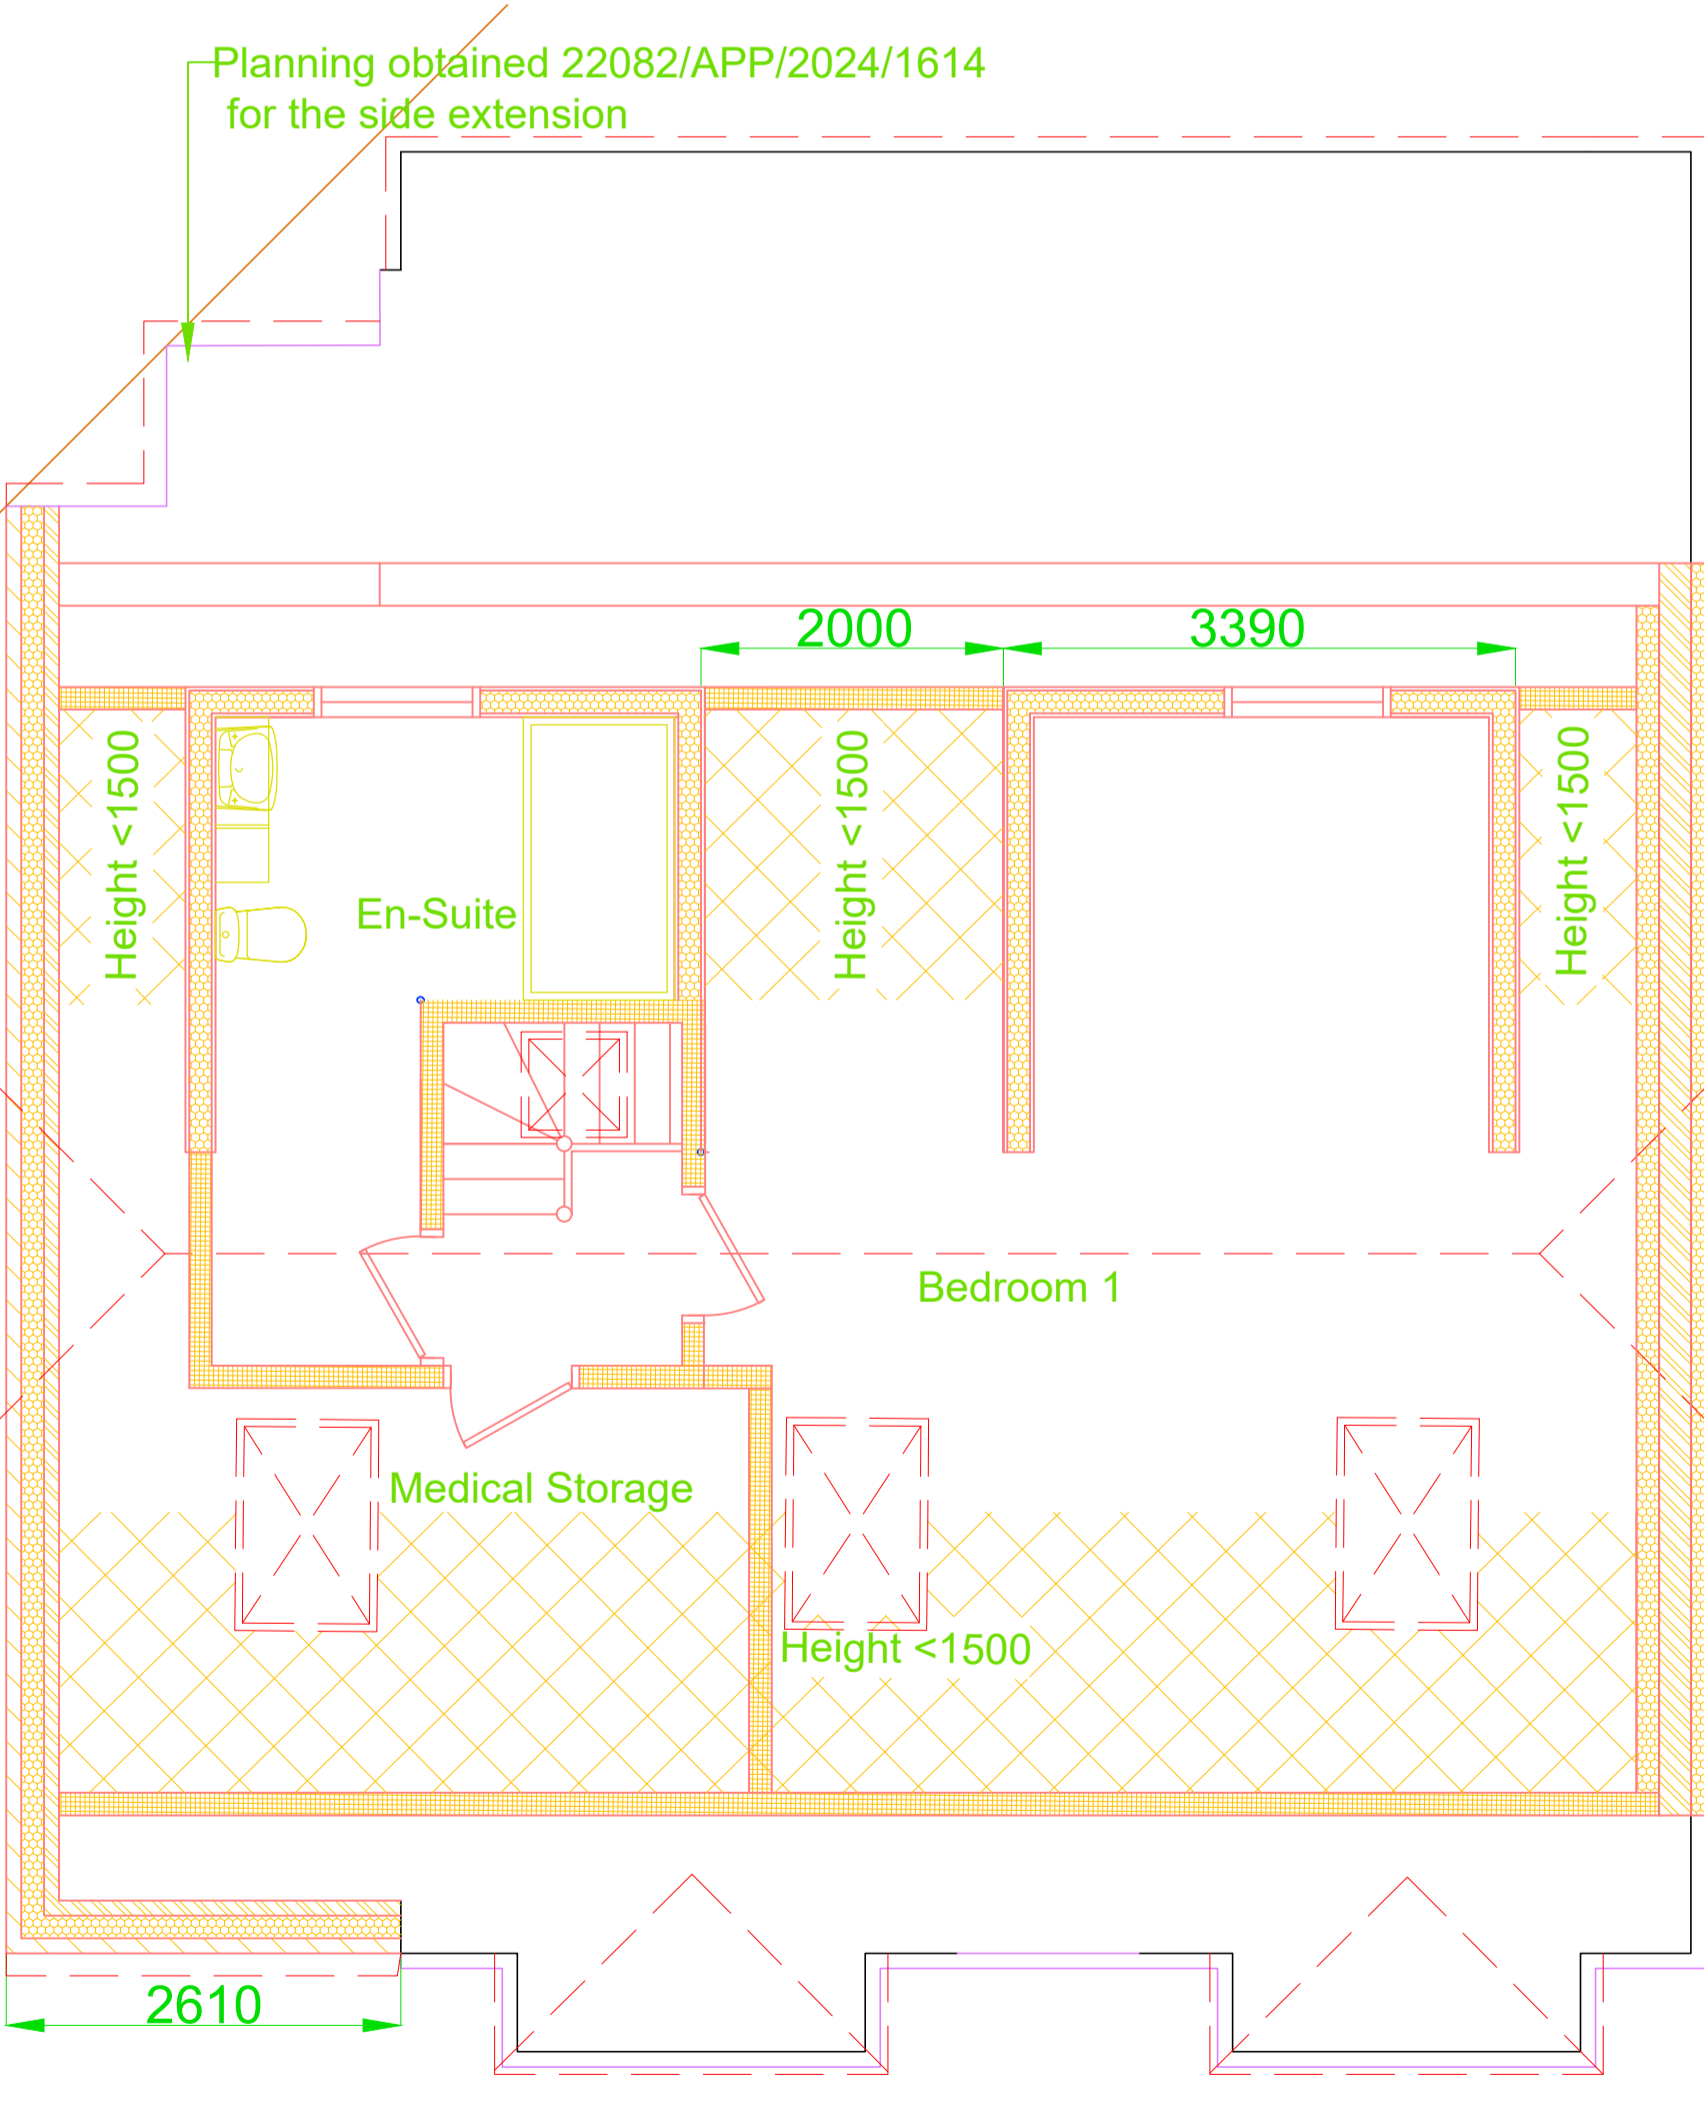 Planning obtained 22082/APP/2024/1614
for the side extension
2000
3390
Height <1500
Height <1500
Height <1500
En-Suite
Bedroom 1
Medical Storage
Height <1500
2610